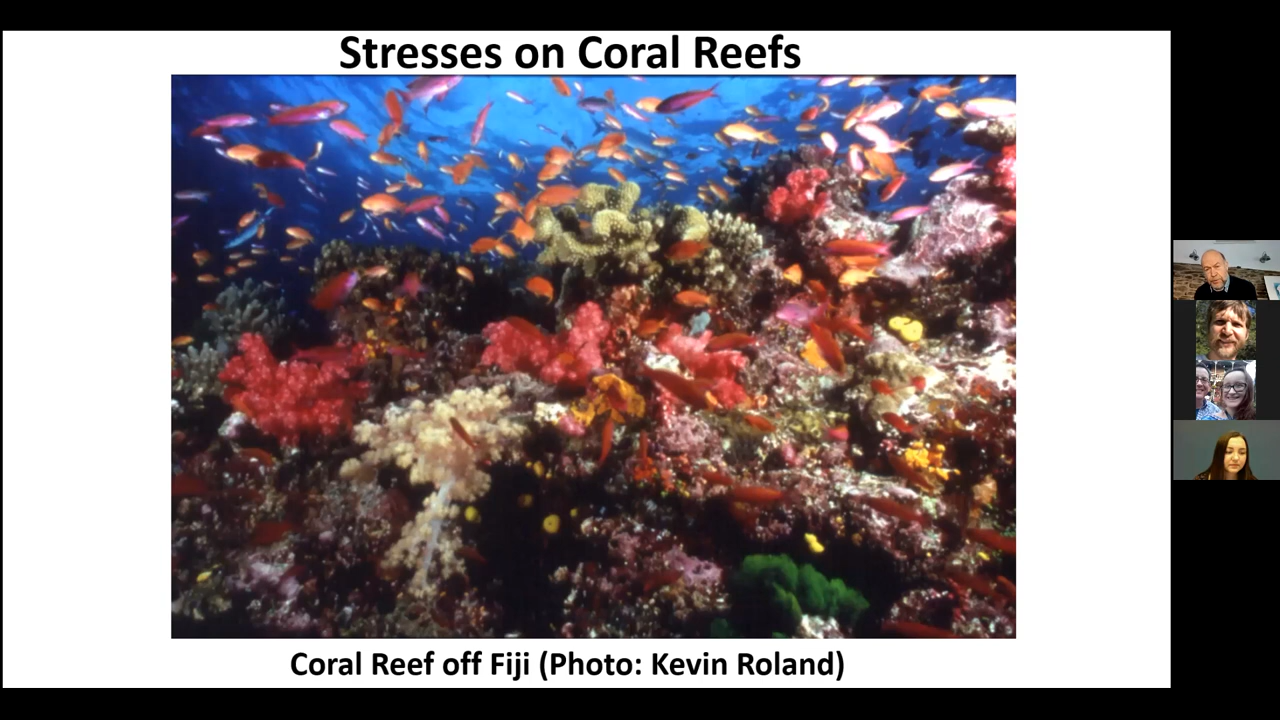 Stresses on Coral Reefs
Coral Reef off Fiji (Photo: Kevin Roland)